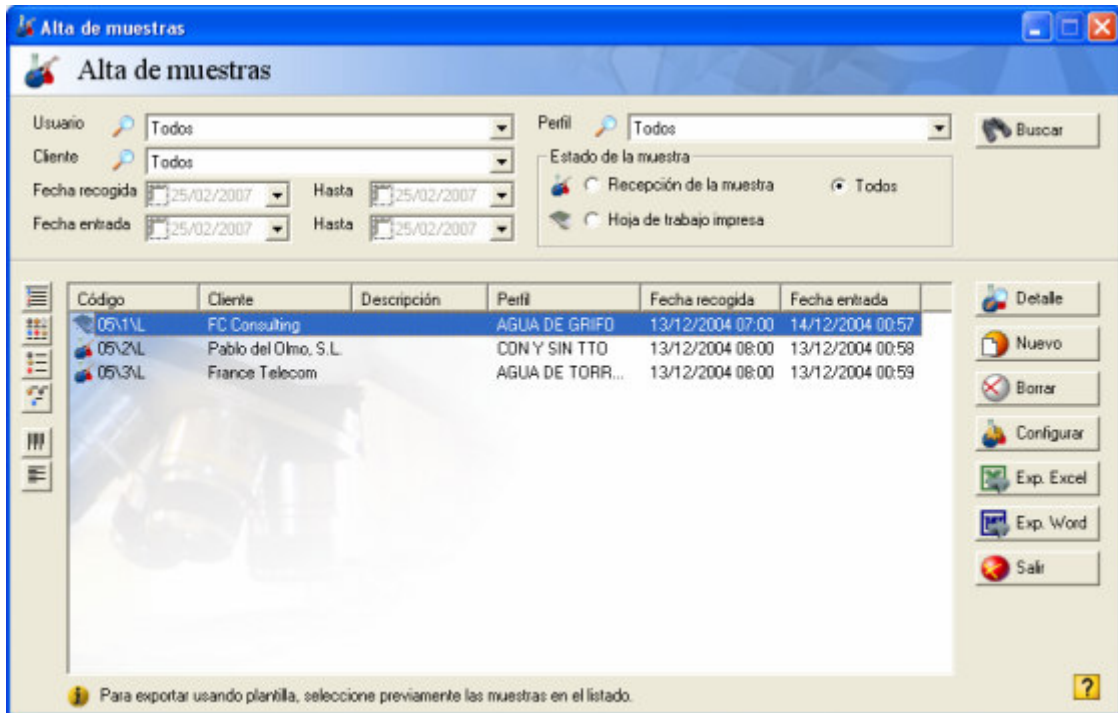 Alta de muestras
Alta de muestras
Usuario Todos Perfil Todos Buscar
Cliente Todos Estado de la muestra
Fecha recogida 25/02/2007 Hasta 25/02/2007 Recepción de la muestra Todos
Fecha entrada 25/02/2007 Hasta 25/02/2007 Hoja de trabajo impresa
Código Cliente Descripción Perfil Fecha recogida Fecha entrada Detalle
05\1\L FC Consulting AGUA DE GRIFO 13/12/2004 07:00 14/12/2004 00:57
05\2\L Pablo del Olmo, S.L. CON Y SIN TTO 13/12/2004 08:00 13/12/2004 00:58 Nuevo
05\3\L France Telecom AGUA DE TORR... 13/12/2004 08:00 13/12/2004 00:59
Borrar
Configurar
Exp. Excel
Exp. Word
Salir
Para exportar usando plantilla, seleccione previamente las muestras en el listado. ?